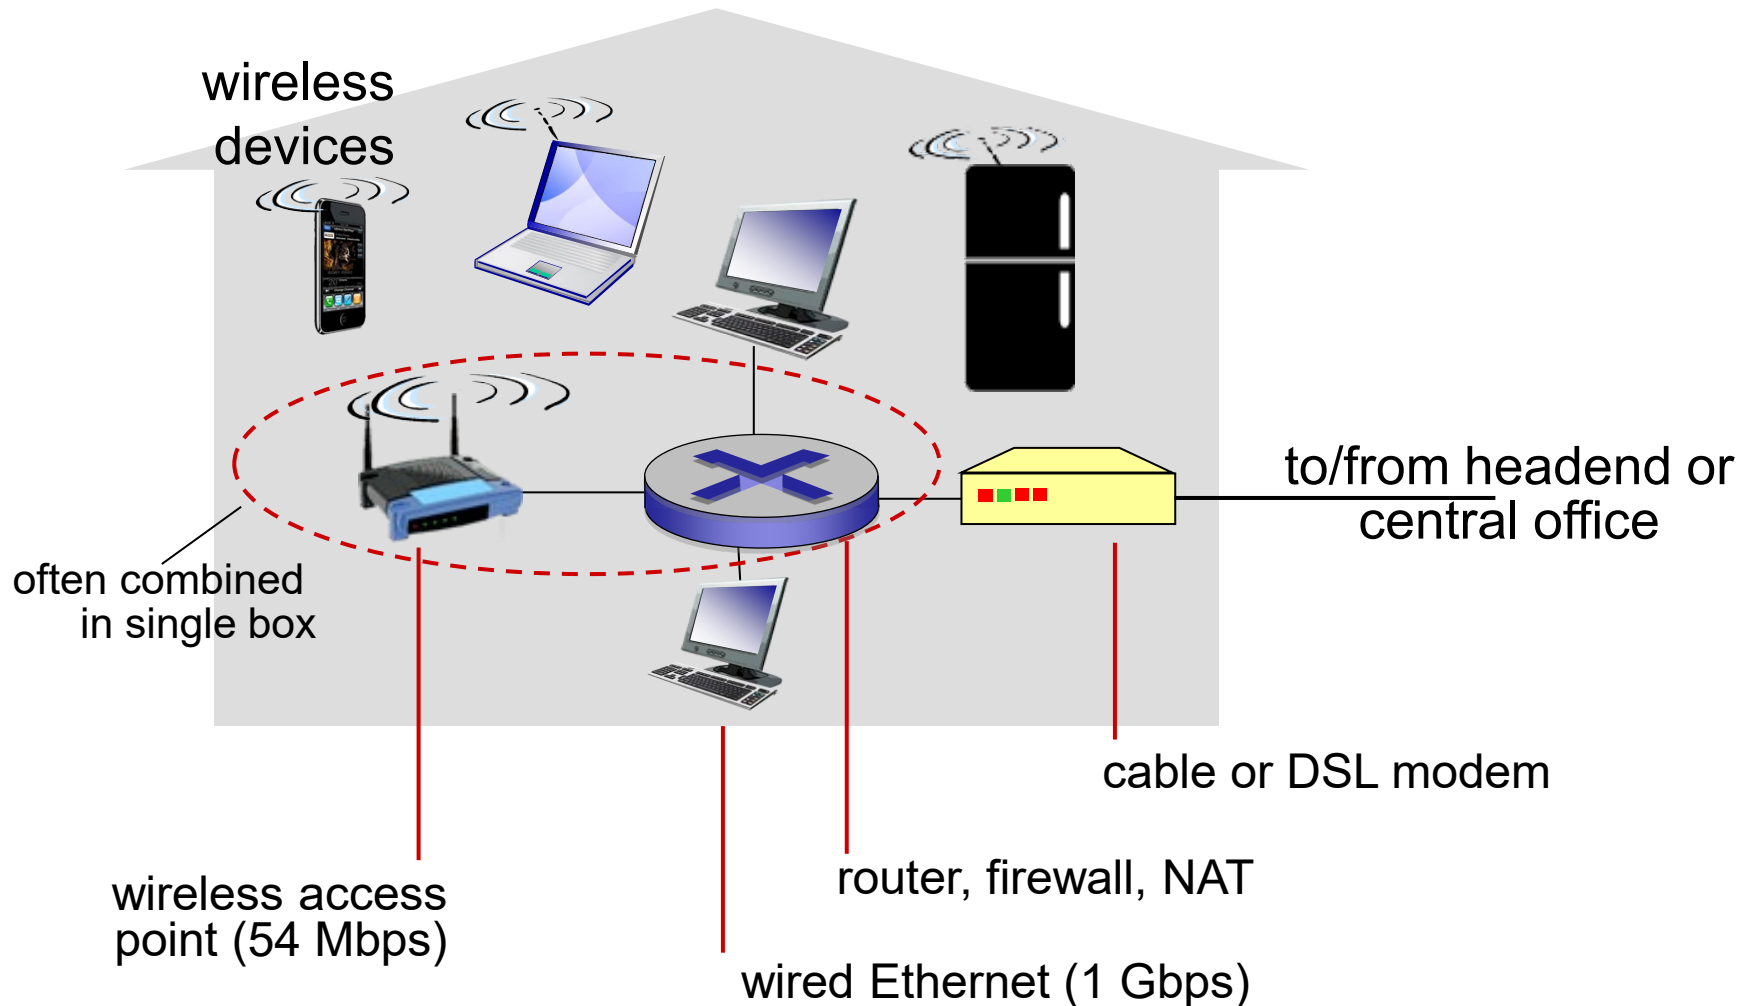 wireless
devices
to/from headend or
central office
often combined
in single box
cable or DSL modem
router, firewall, NAT
wireless access
point (54 Mbps)
wired Ethernet (1 Gbps)